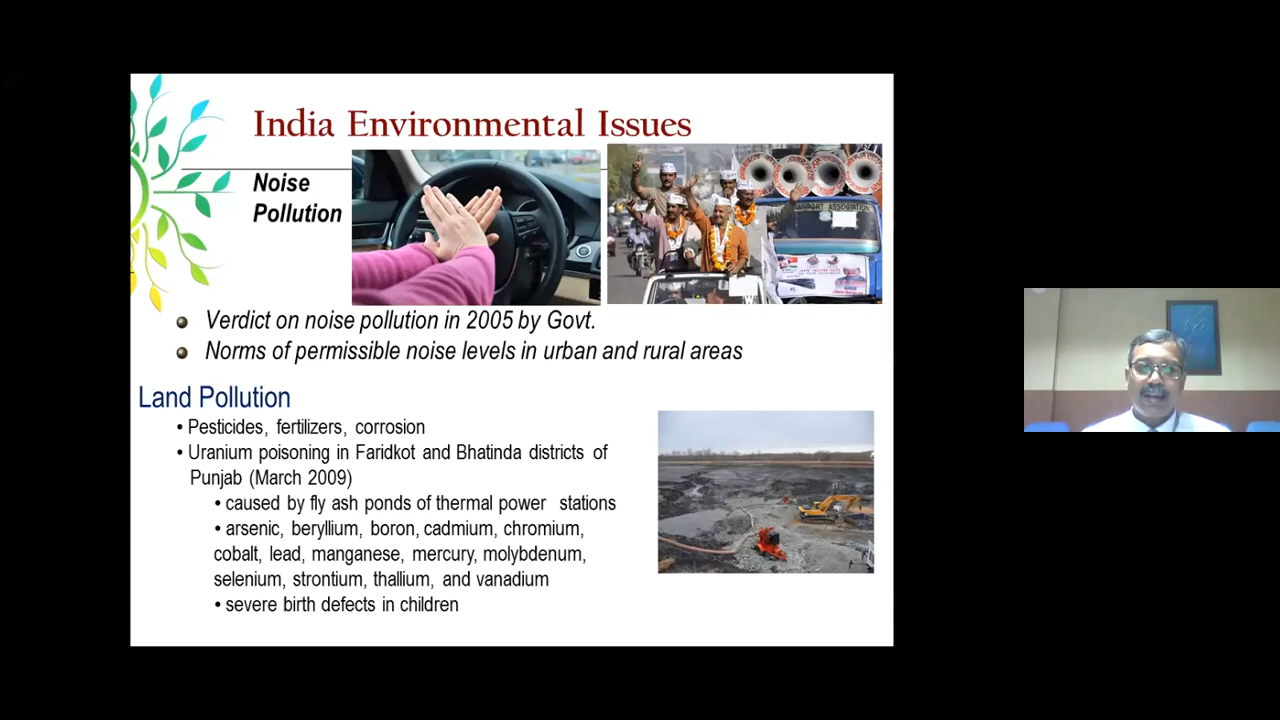 India Environmental Issues
Noise
Pollution
NSPORT ASSOCIATION
Verdict on noise pollution in 2005 by Govt.
Norms of permissible noise levels in urban and rural areas
Land Pollution
• Pesticides, fertilizers, corrosion
• Uranium poisoning in Faridkot and Bhatinda districts of
Punjab (March 2009)
• caused by fly ash ponds of thermal power stations
• arsenic, beryllium, boron, cadmium, chromium,
cobalt, lead, manganese, mercury, molybdenum,
selenium, strontium, thallium, and vanadium
• severe birth defects in children